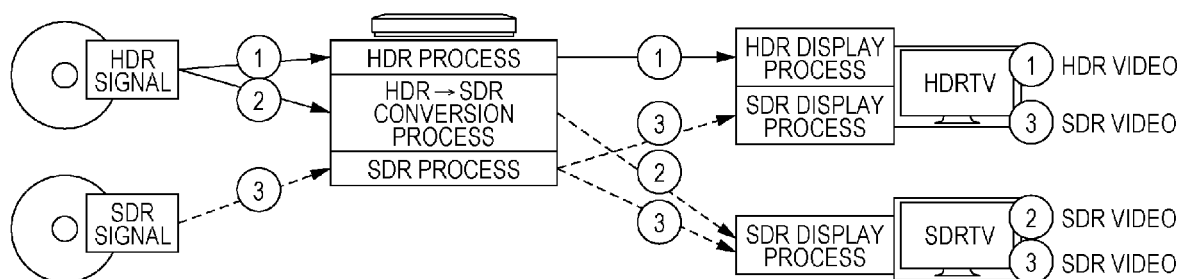 HDR
SIGNAL
1
2
HDR PROCESS
HDR→SDR
CONVERSION
PROCESS
SDR PROCESS
1
HDR DISPLAY
PROCESS
SDR DISPLAY
PROCESS
HDRTV
1 HDR VIDEO
3 SDR VIDEO
3
2
3
SDR
SIGNAL
3
SDR DISPLAY
PROCESS
SDRTV
2 SDR VIDEO
3 SDR VIDEO